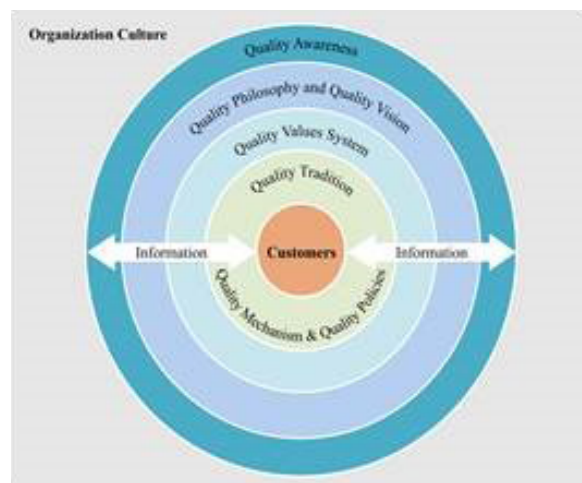 Organization Culture
Quality Awareness
Quality Philosophy and Quality Vision
Quality Values System
Quality Tradition
Information
Customers
Information
Quality Mechanism & Quality Policies